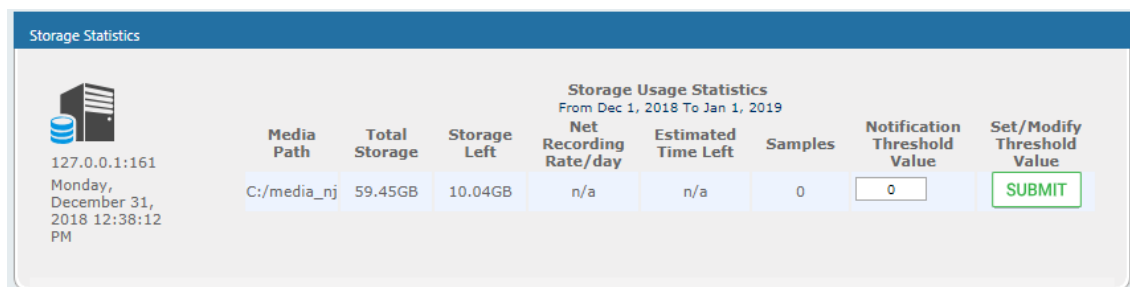 Storage Statistics
Storage Usage Statistics
From Dec 1, 2018 To Jan 1, 2019
Media Path Total Storage Storage Left Net Recording Rate/day Estimated Time Left Samples Notification Threshold Value Set/Modify Threshold Value
127.0.0.1:161
Monday,
December 31,
2018 12:38:12
PM
C:/media_nj 59.45GB 10.04GB n/a n/a 0 0 SUBMIT